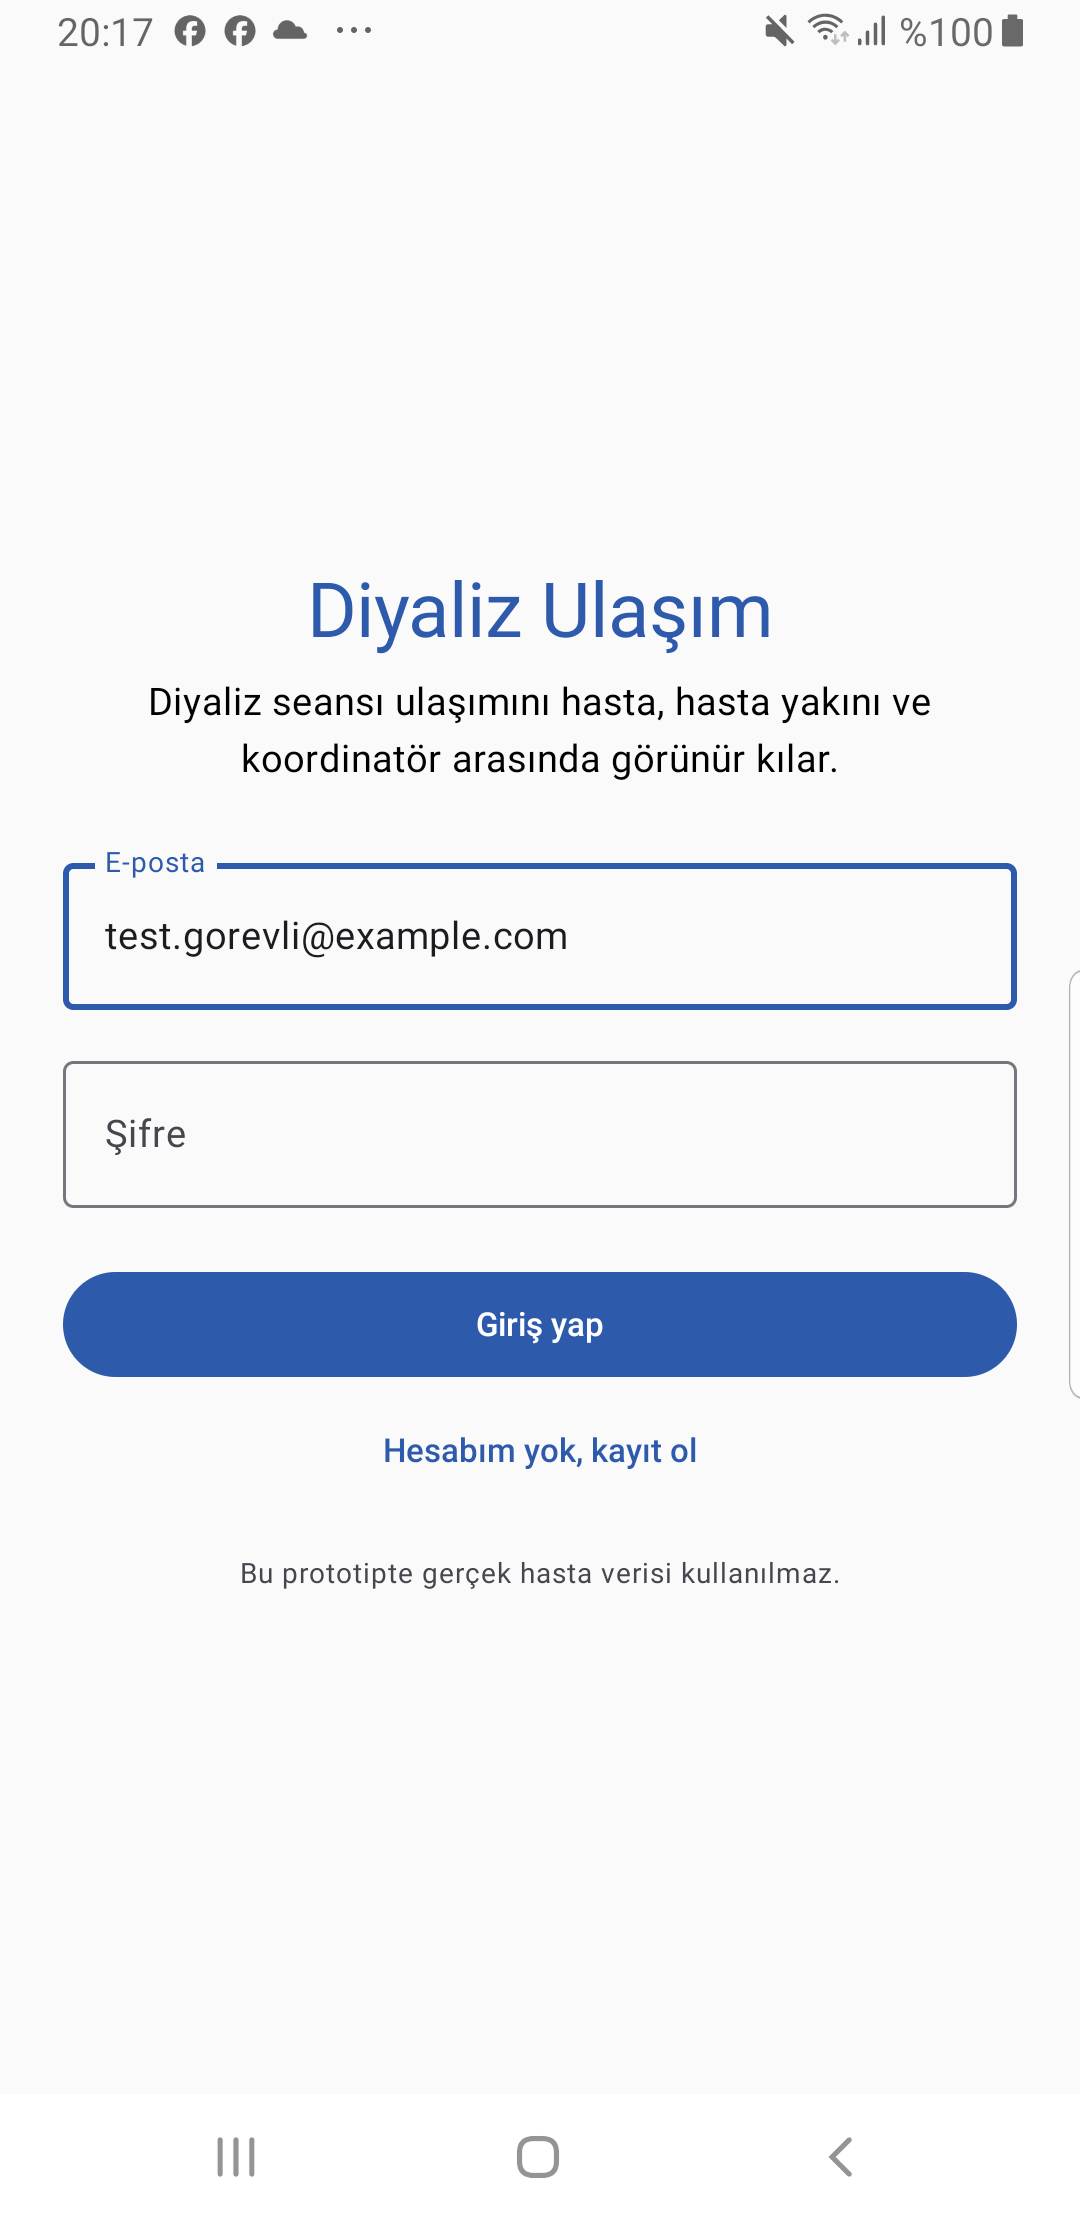 20:17
%100
Diyaliz Ulaşım
Diyaliz seansı ulaşımını hasta, hasta yakını ve
koordinatör arasında görünür kılar.
E-posta
test.gorevli@example.com
Şifre
Giriş yap
Hesabım yok, kayıt ol
Bu prototipte gerçek hasta verisi kullanılmaz.